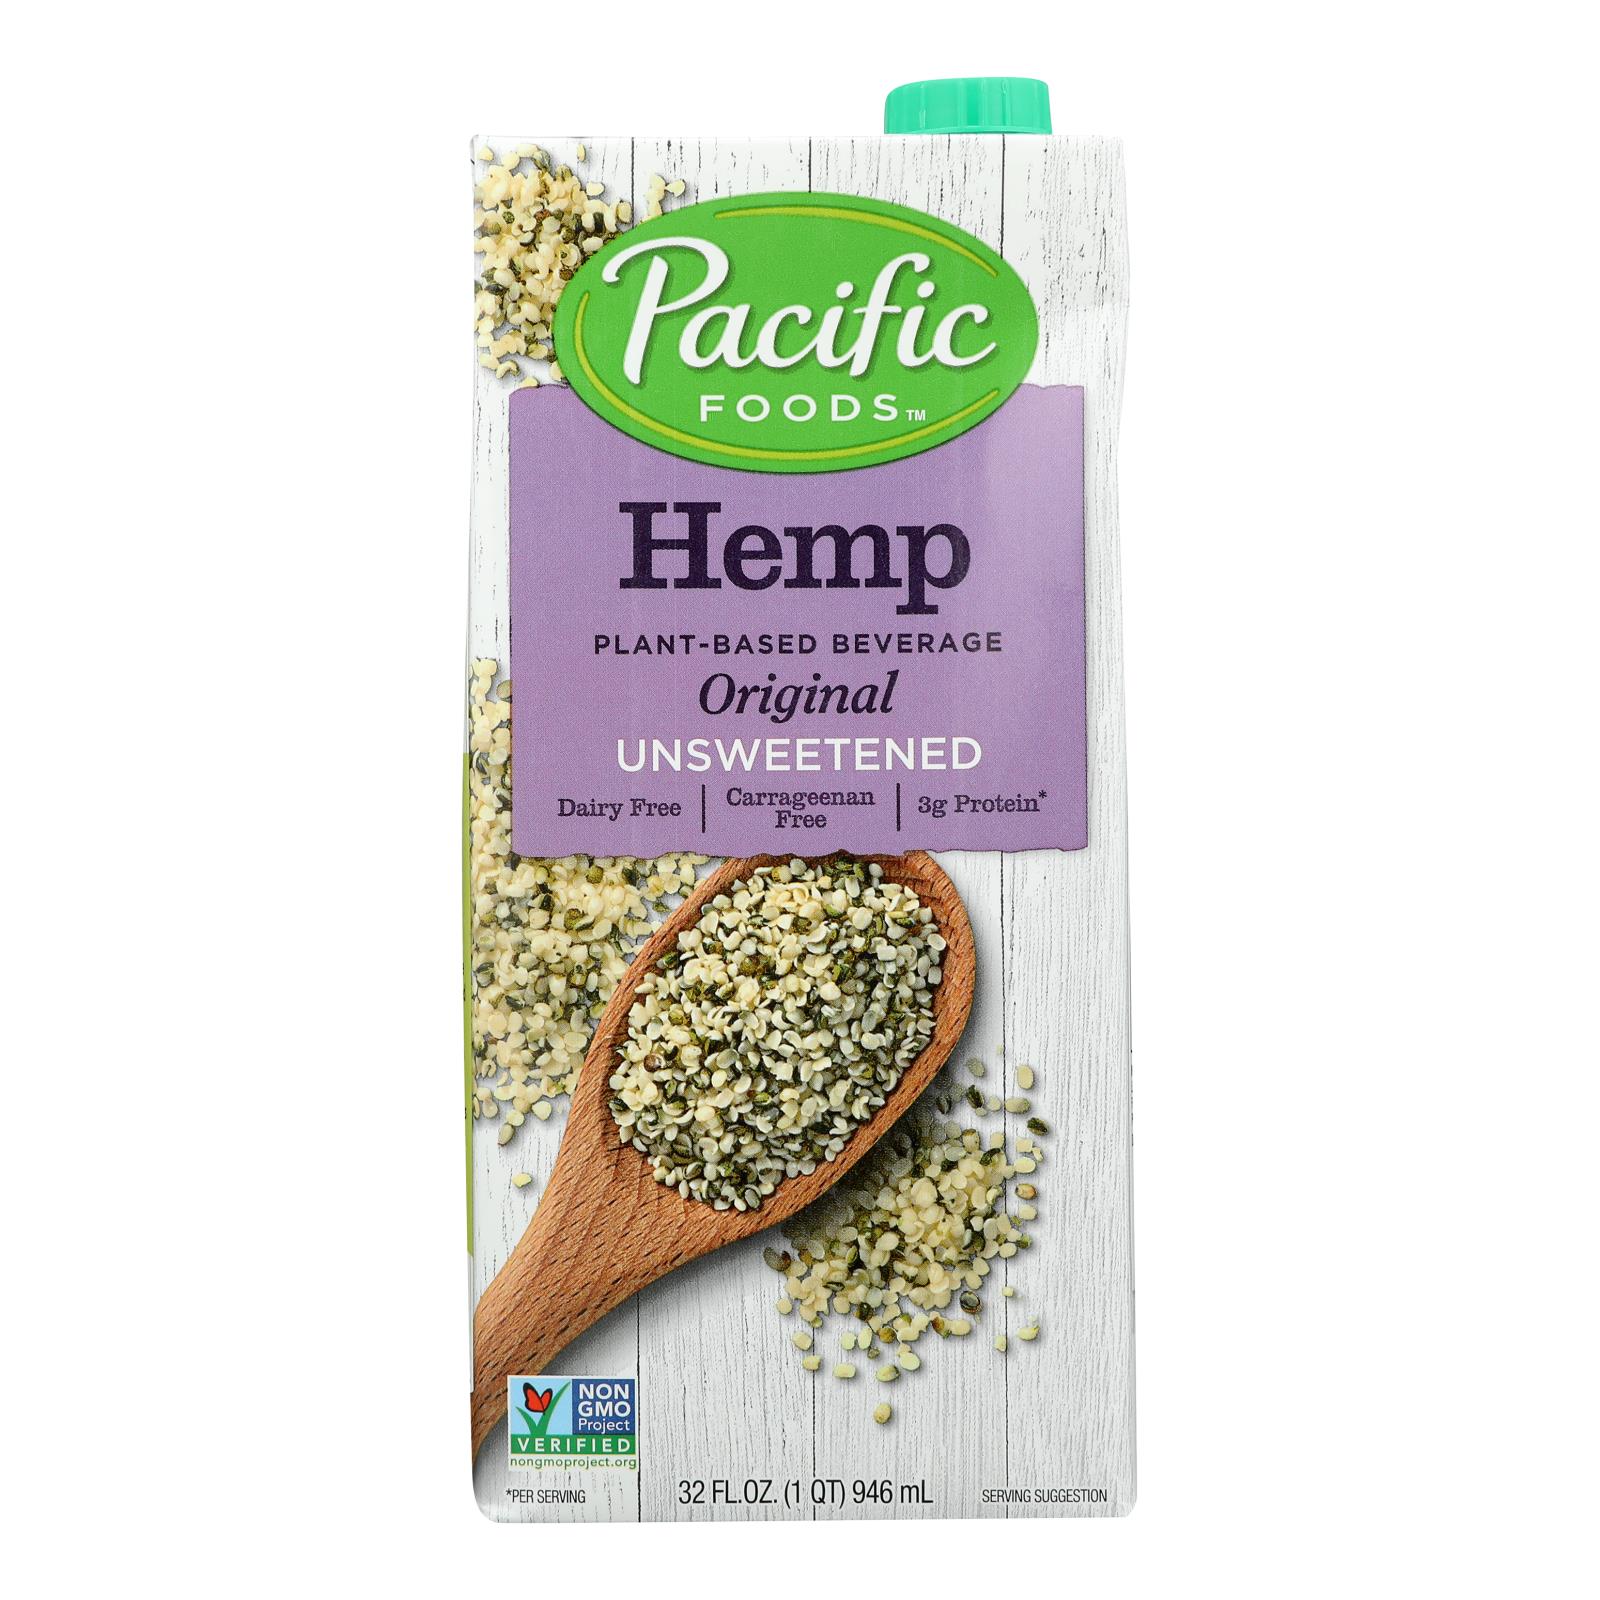 Pacific
FOODS™
Hemp
PLANT-BASED BEVERAGE
Original
UNSWEETENED
Dairy Free | Carrageenan Free | 3g Protein*
NON
GMO
Project
VERIFIED
nongmoproject.org
*PER SERVING
32 FL.OZ. (1 QT) 946 mL
SERVING SUGGESTION